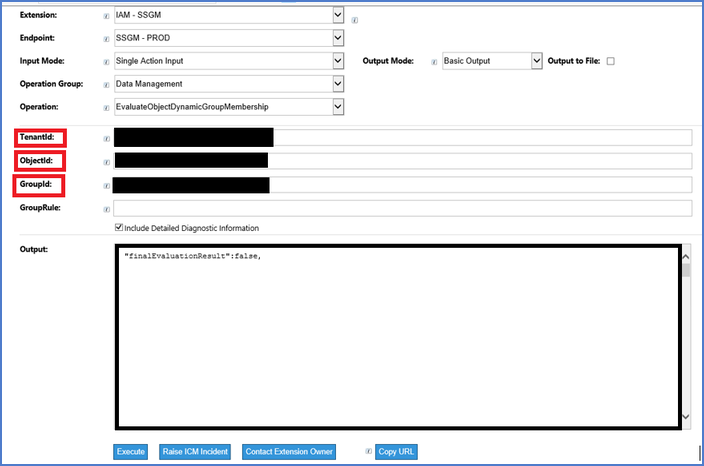 Extension: IAM - SSGM
Endpoint: SSGM - PROD
Input Mode: Single Action Input Output Mode: Basic Output Output to File:
Operation Group: Data Management
Operation: EvaluateObjectDynamicGroupMembership
TenantId:
ObjectId:
GroupId:
GroupRule:
Include Detailed Diagnostic Information
Output: "finalEvaluationResult":false,
Execute Raise ICM Incident Contact Extension Owner Copy URL